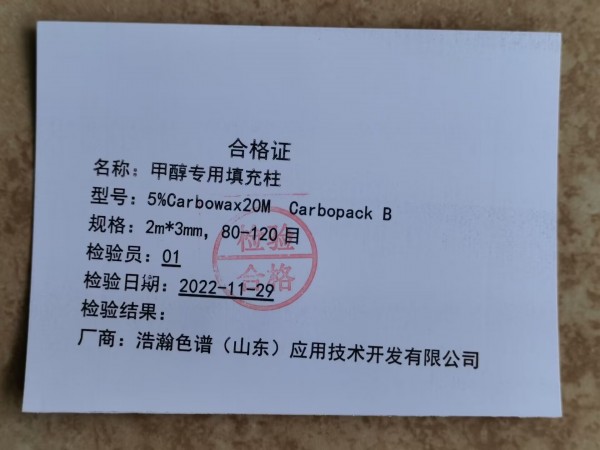 合格证
名称：甲醇专用填充柱
型号：5%Carbowax20M  Carbopack B
规格：2m*3mm，80-120目
检验员：01
检验日期：2022-11-29
检验结果：
检验
合格
厂商：浩瀚色谱（山东）应用技术开发有限公司